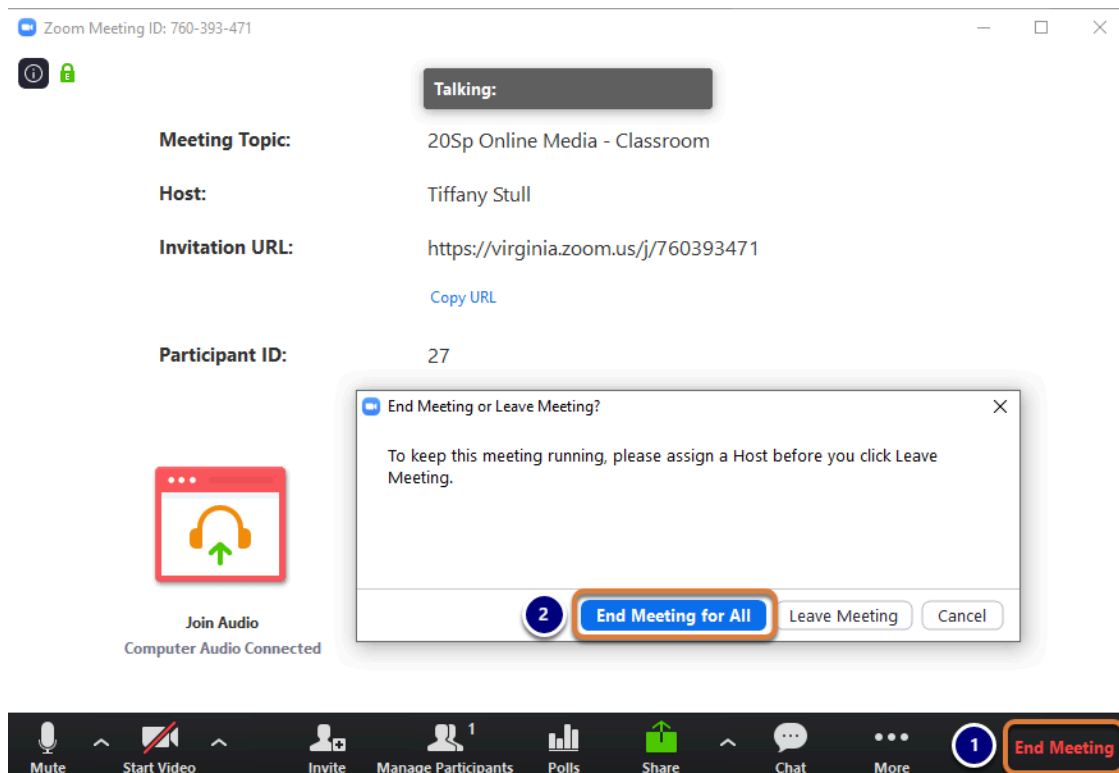 Zoom Meeting ID: 760-393-471
Talking:
Meeting Topic: 20Sp Online Media - Classroom
Host: Tiffany Stull
Invitation URL: https://virginia.zoom.us/j/760393471
Copy URL
Participant ID: 27
End Meeting or Leave Meeting?
To keep this meeting running, please assign a Host before you click Leave
Meeting.
2 End Meeting for All Leave Meeting Cancel
Join Audio
Computer Audio Connected
1
1 End Meeting
Mute Start Video Invite Manage Participants Polls Share Chat More